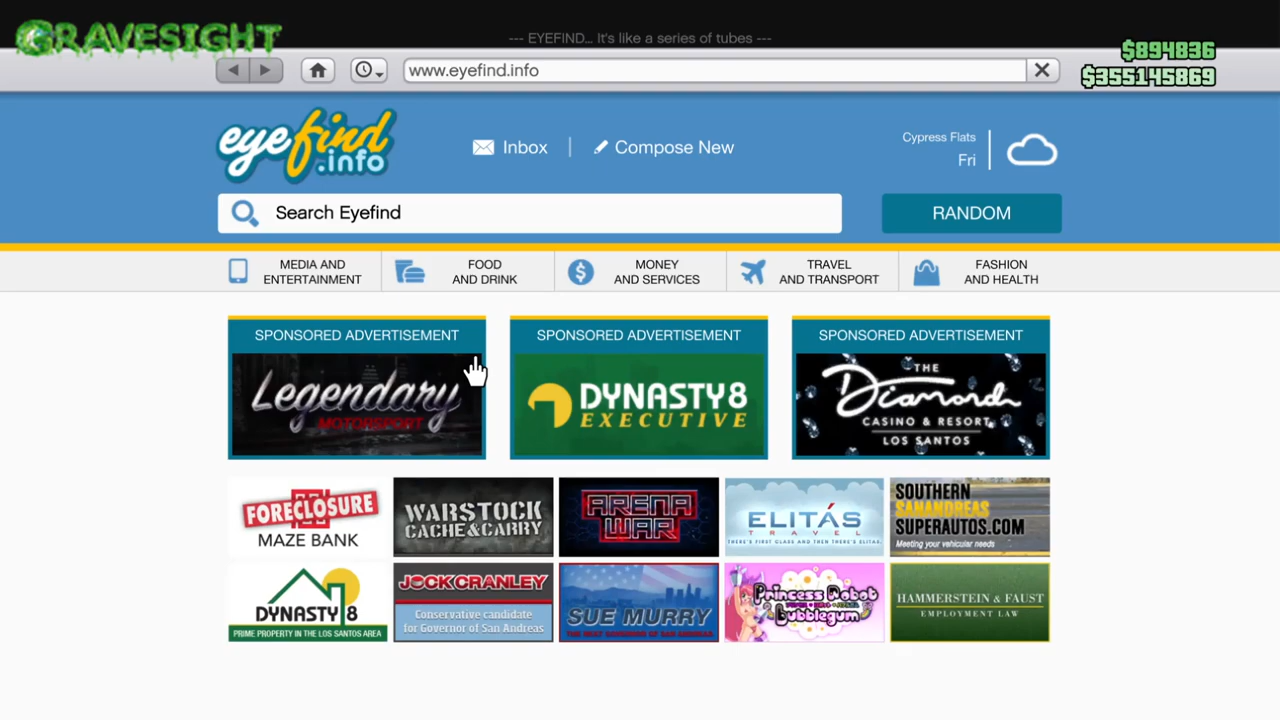 GRAVESIGHT
--- EYEFIND... It's like a series of tubes ---
$894836
$355145869
www.eyefind.info
eyefind
.info
Inbox
Compose New
Cypress Flats
Fri
Search Eyefind
RANDOM
MEDIA AND
ENTERTAINMENT
FOOD
AND DRINK
MONEY
AND SERVICES
TRAVEL
AND TRANSPORT
FASHION
AND HEALTH
SPONSORED ADVERTISEMENT
Legendary
MOTORSPORT
SPONSORED ADVERTISEMENT
DYNASTY8
EXECUTIVE
SPONSORED ADVERTISEMENT
THE
Diamond
CASINO & RESORT
LOS SANTOS
FORECLOSURE
MAZE BANK
WARSTOCK
CACHE&CARRY
ARENA
WAR
ELITÁS
TRAVEL
THERE'S FIRST CLASS AND THEN THERE'S ELITAS
SOUTHERN
SANANDREAS
SUPERAUTOS.COM
Meeting your vehicular needs
DYNASTY 8
PRIME PROPERTY IN THE LOS SANTOS AREA
JOCK CRANLEY
Conservative candidate
for Governor of San Andreas
SUE MURRY
THE NEXT GOVERNOR OF SAN ANDREAS
Princess Robot
Bubblegum
HAMMERSTEIN & FAUST
EMPLOYMENT LAW